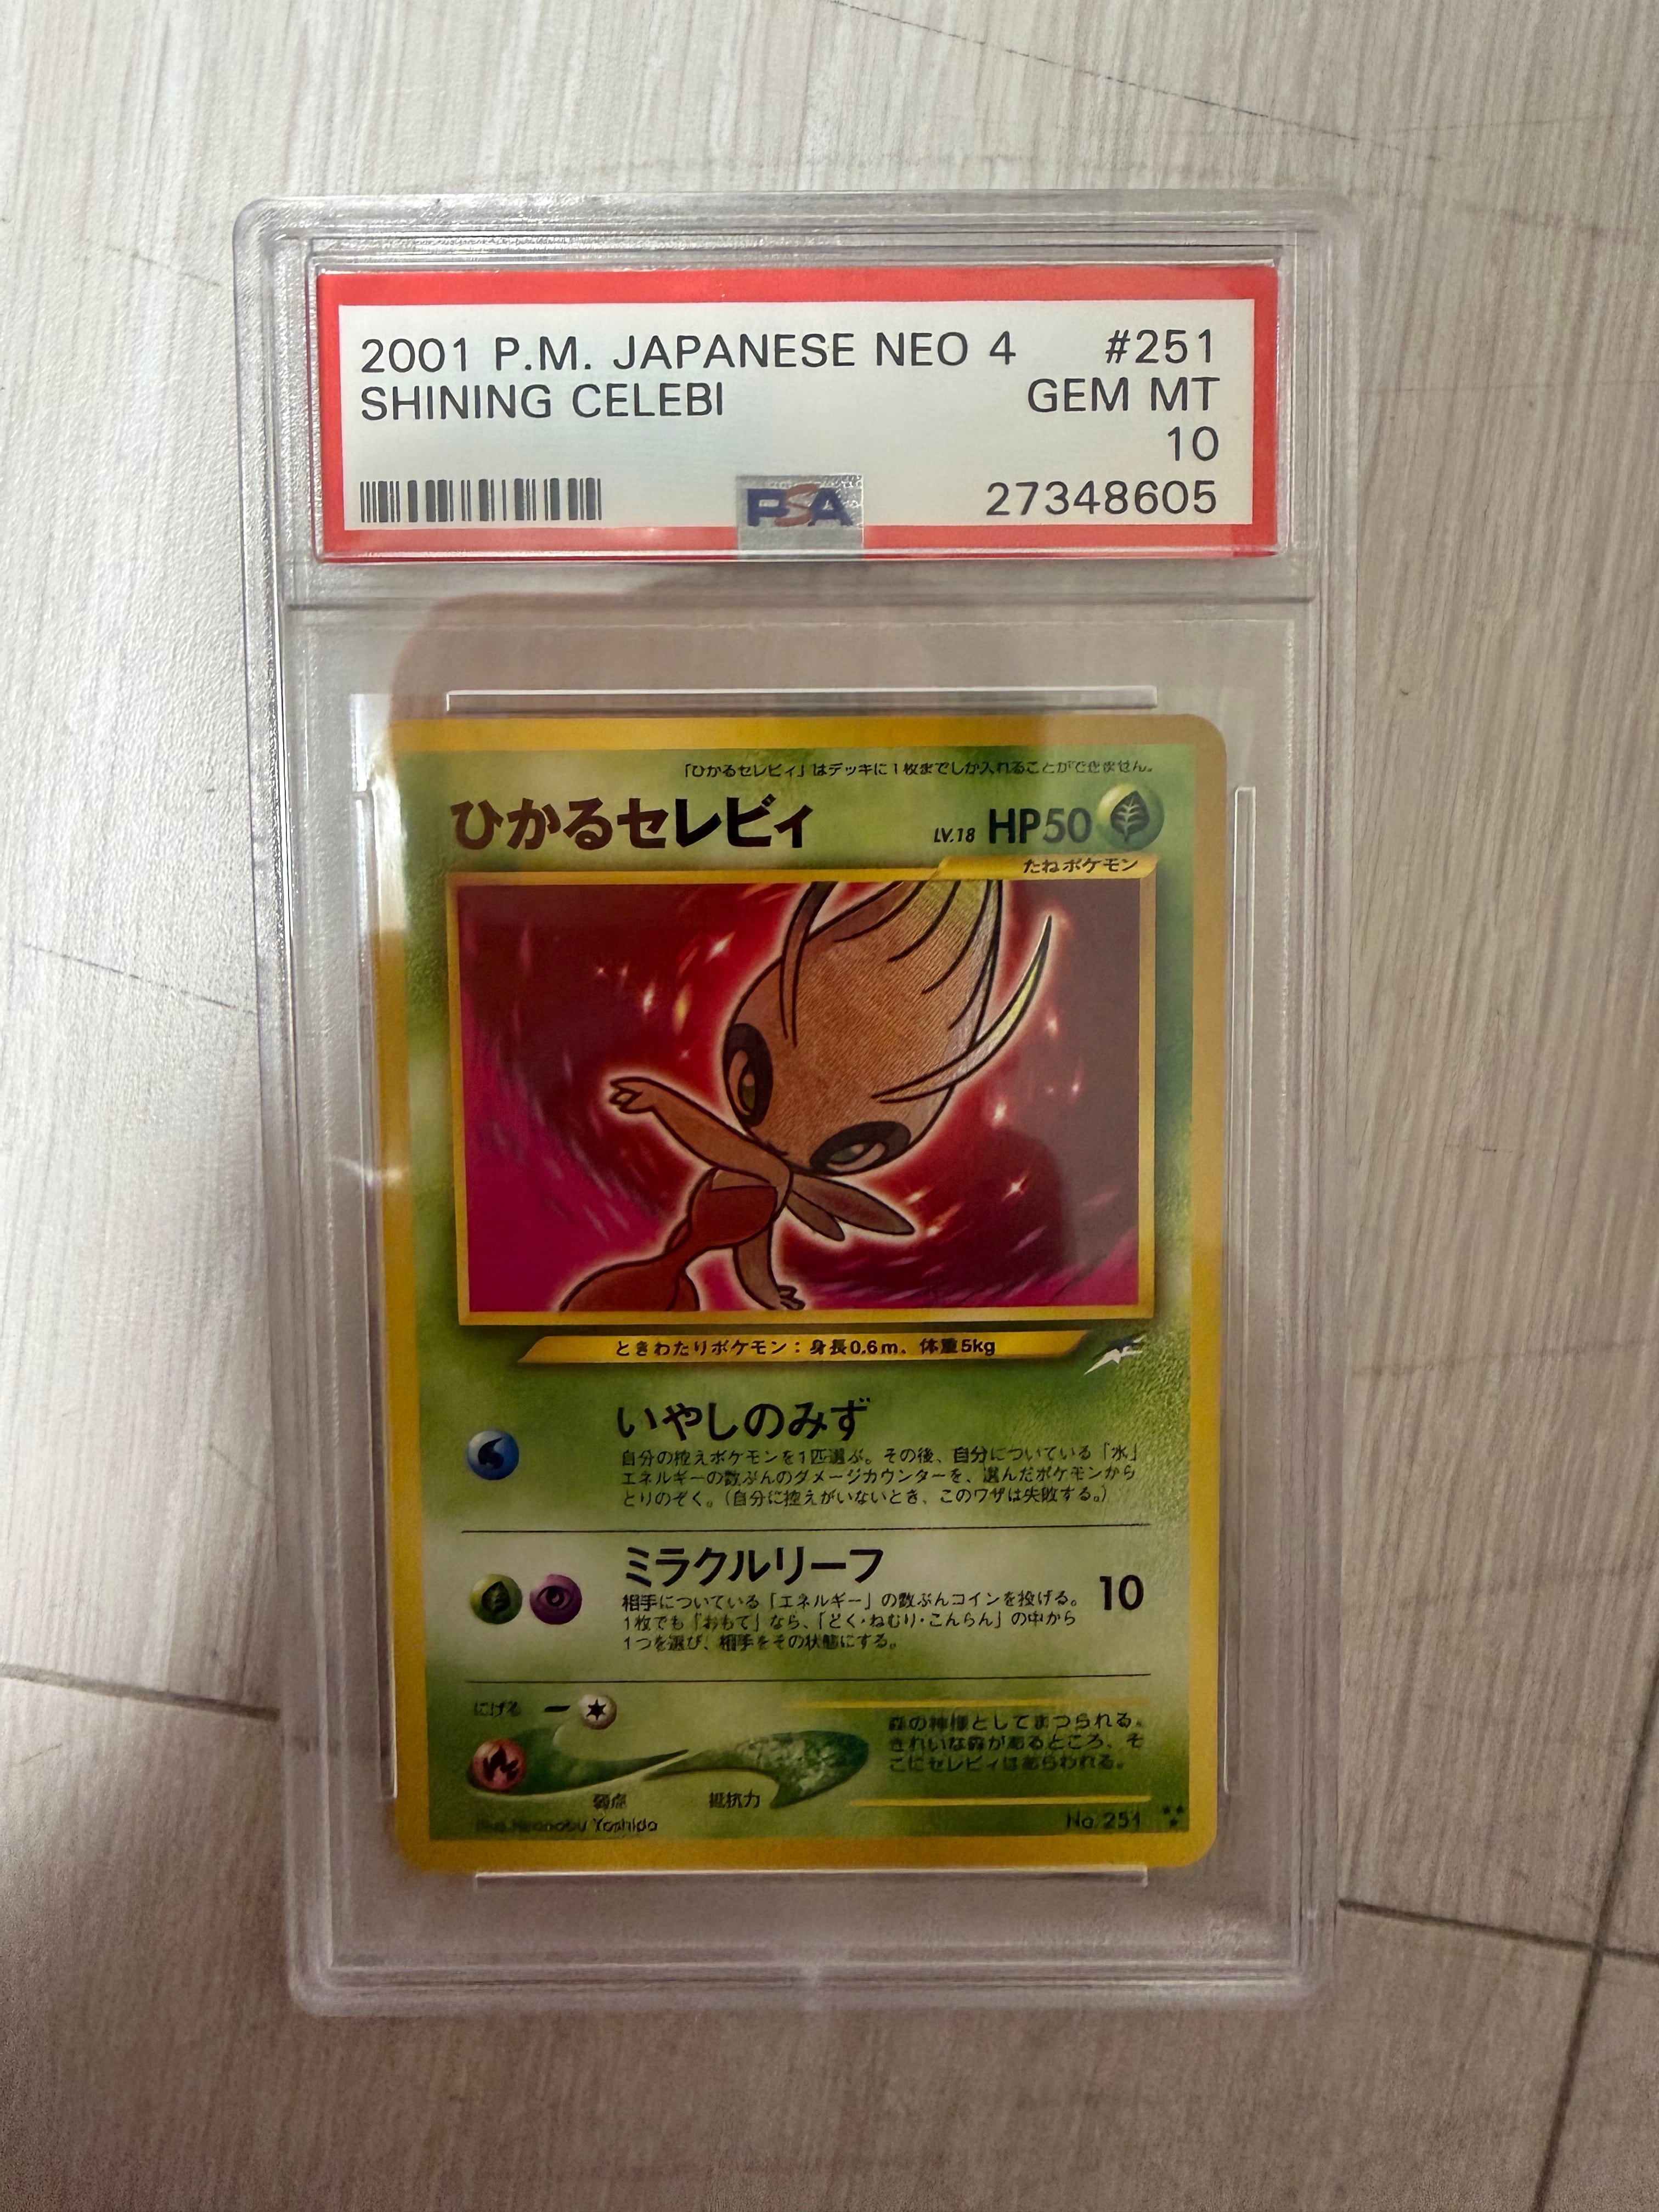 2001 P.M. JAPANESE NEO 4 #251
SHINING CELEBI GEM MT
10
PSA 27348605
「ひかるセレビィ」はデッキに1枚までしか入れることができません。
ひかるセレビィ LV.18 HP50
たねポケモン
ときわたりポケモン：身長0.6m、体重5kg
いやしのみず
自分の控えポケモンを1匹選ぶ。その後、自分についている「水」
エネルギーの数ぶんのダメージカウンターを、選んだポケモンから
とりのぞく。（自分に控えがいないとき、このワザは失敗する。）
ミラクルリーフ 10
相手についている「エネルギー」の数ぶんコインを投げる。
1枚でも「おもて」なら、「どく・ねむり・こんらん」の中から
1つを選び、相手をその状態にする。
にげる
森の神様としてまつられる。
きれいな森があるところ、そ
こにセレビィはあらわれる。
弱点 抵抗力
Illus. Hironobu Yoshida No.251